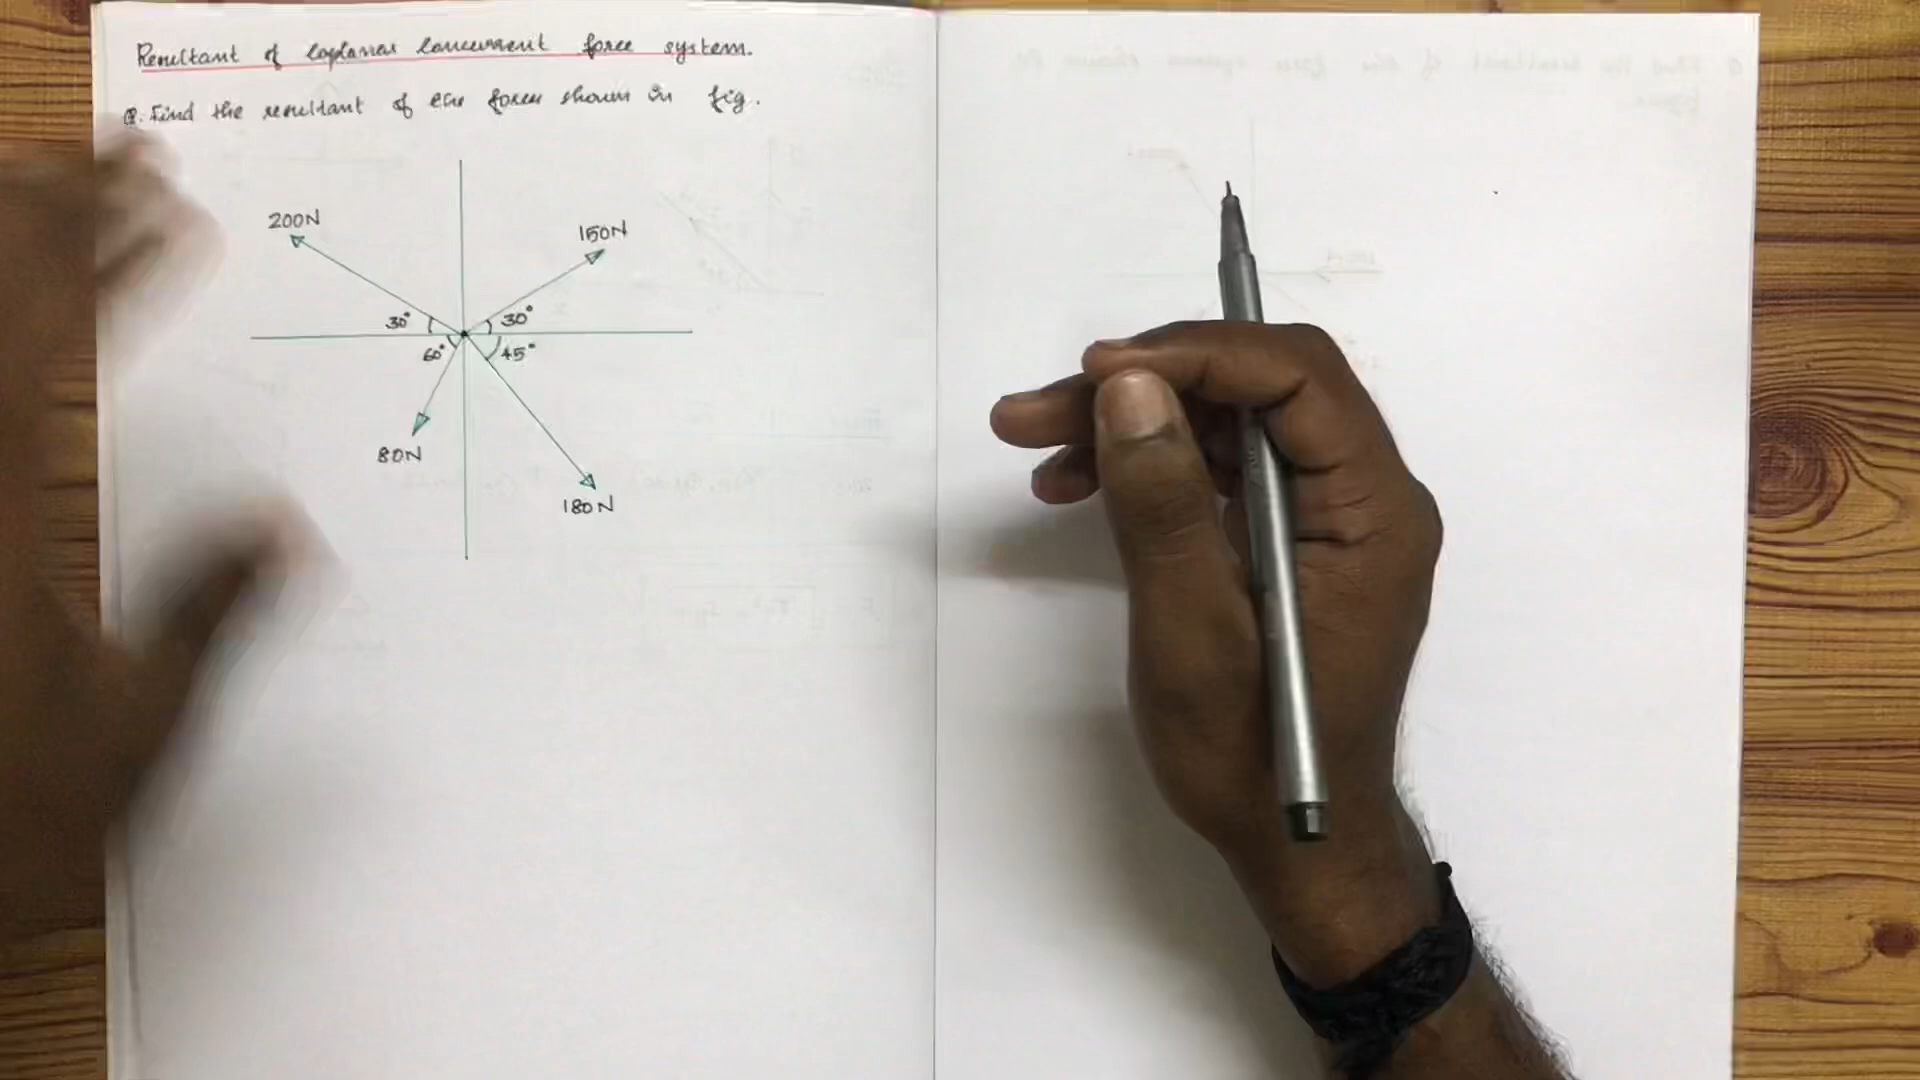 Resultant of coplanar concurrent force system.
Q. Find the resultant of the forces shown in fig.
200N
150N
30°
30°
60°
45°
80N
180N